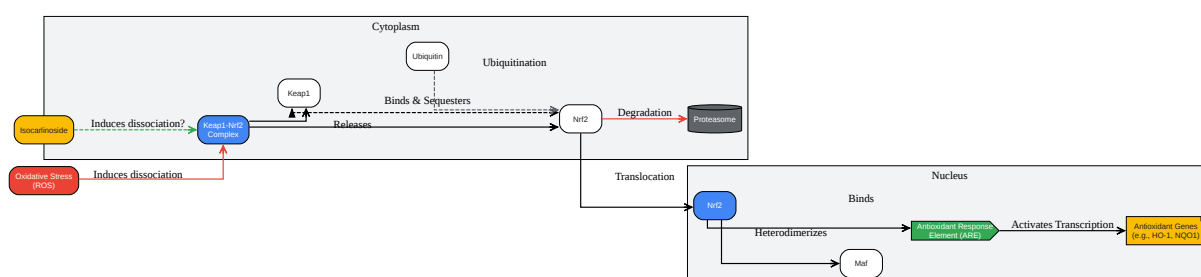 Cytoplasm
Ubiquitin
Ubiquitination
Keap1
Binds & Sequesters
Isocarlinoside
Induces dissociation?
Keap1-Nrf2
Complex
Releases
Nrf2
Degradation
Proteasome
Oxidative Stress
(ROS)
Induces dissociation
Translocation
Nucleus
Nrf2
Binds
Heterodimerizes
Antioxidant Response
Element (ARE)
Activates Transcription
Antioxidant Genes
(e.g., HO-1, NQO1)
Maf